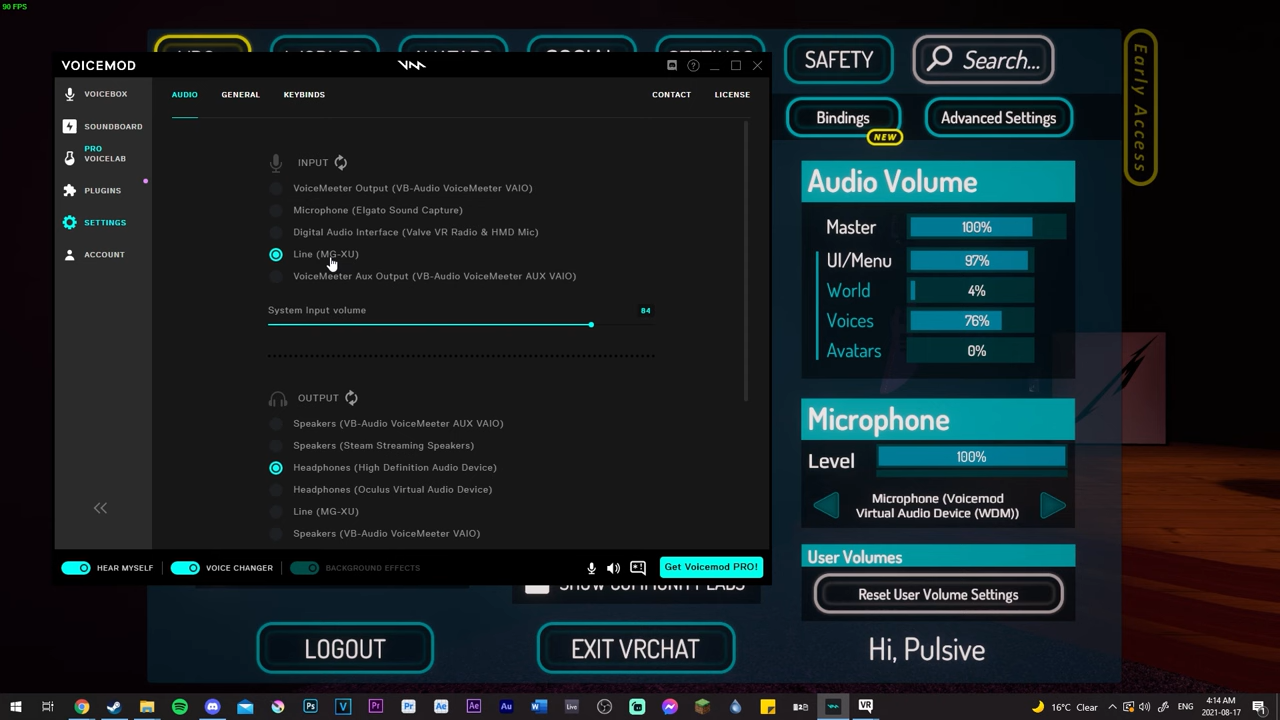 90 FPS
SAFETY
Search...
Early Access
Bindings
NEW
Advanced Settings
VOICEMOD
VOICEBOX
SOUNDBOARD
PRO
VOICELAB
PLUGINS
SETTINGS
ACCOUNT
AUDIO
GENERAL
KEYBINDS
CONTACT
LICENSE
INPUT
VoiceMeeter Output (VB-Audio VoiceMeeter VAIO)
Microphone (Elgato Sound Capture)
Digital Audio Interface (Valve VR Radio & HMD Mic)
Line (MG-XU)
VoiceMeeter Aux Output (VB-Audio VoiceMeeter AUX VAIO)
System Input volume
84
OUTPUT
Speakers (VB-Audio VoiceMeeter AUX VAIO)
Speakers (Steam Streaming Speakers)
Headphones (High Definition Audio Device)
Headphones (Oculus Virtual Audio Device)
Line (MG-XU)
Speakers (VB-Audio VoiceMeeter VAIO)
HEAR MYSELF
VOICE CHANGER
BACKGROUND EFFECTS
Get Voicemod PRO!
Audio Volume
Master 100%
UI/Menu 97%
World 4%
Voices 76%
Avatars 0%
Microphone
Level 100%
Microphone (Voicemod
Virtual Audio Device (WDM))
User Volumes
Reset User Volume Settings
SHOW COMMUNITY LABS
LOGOUT
EXIT VRCHAT
Hi, Pulsive
16°C Clear
ENG
4:14 AM
2021-08-17